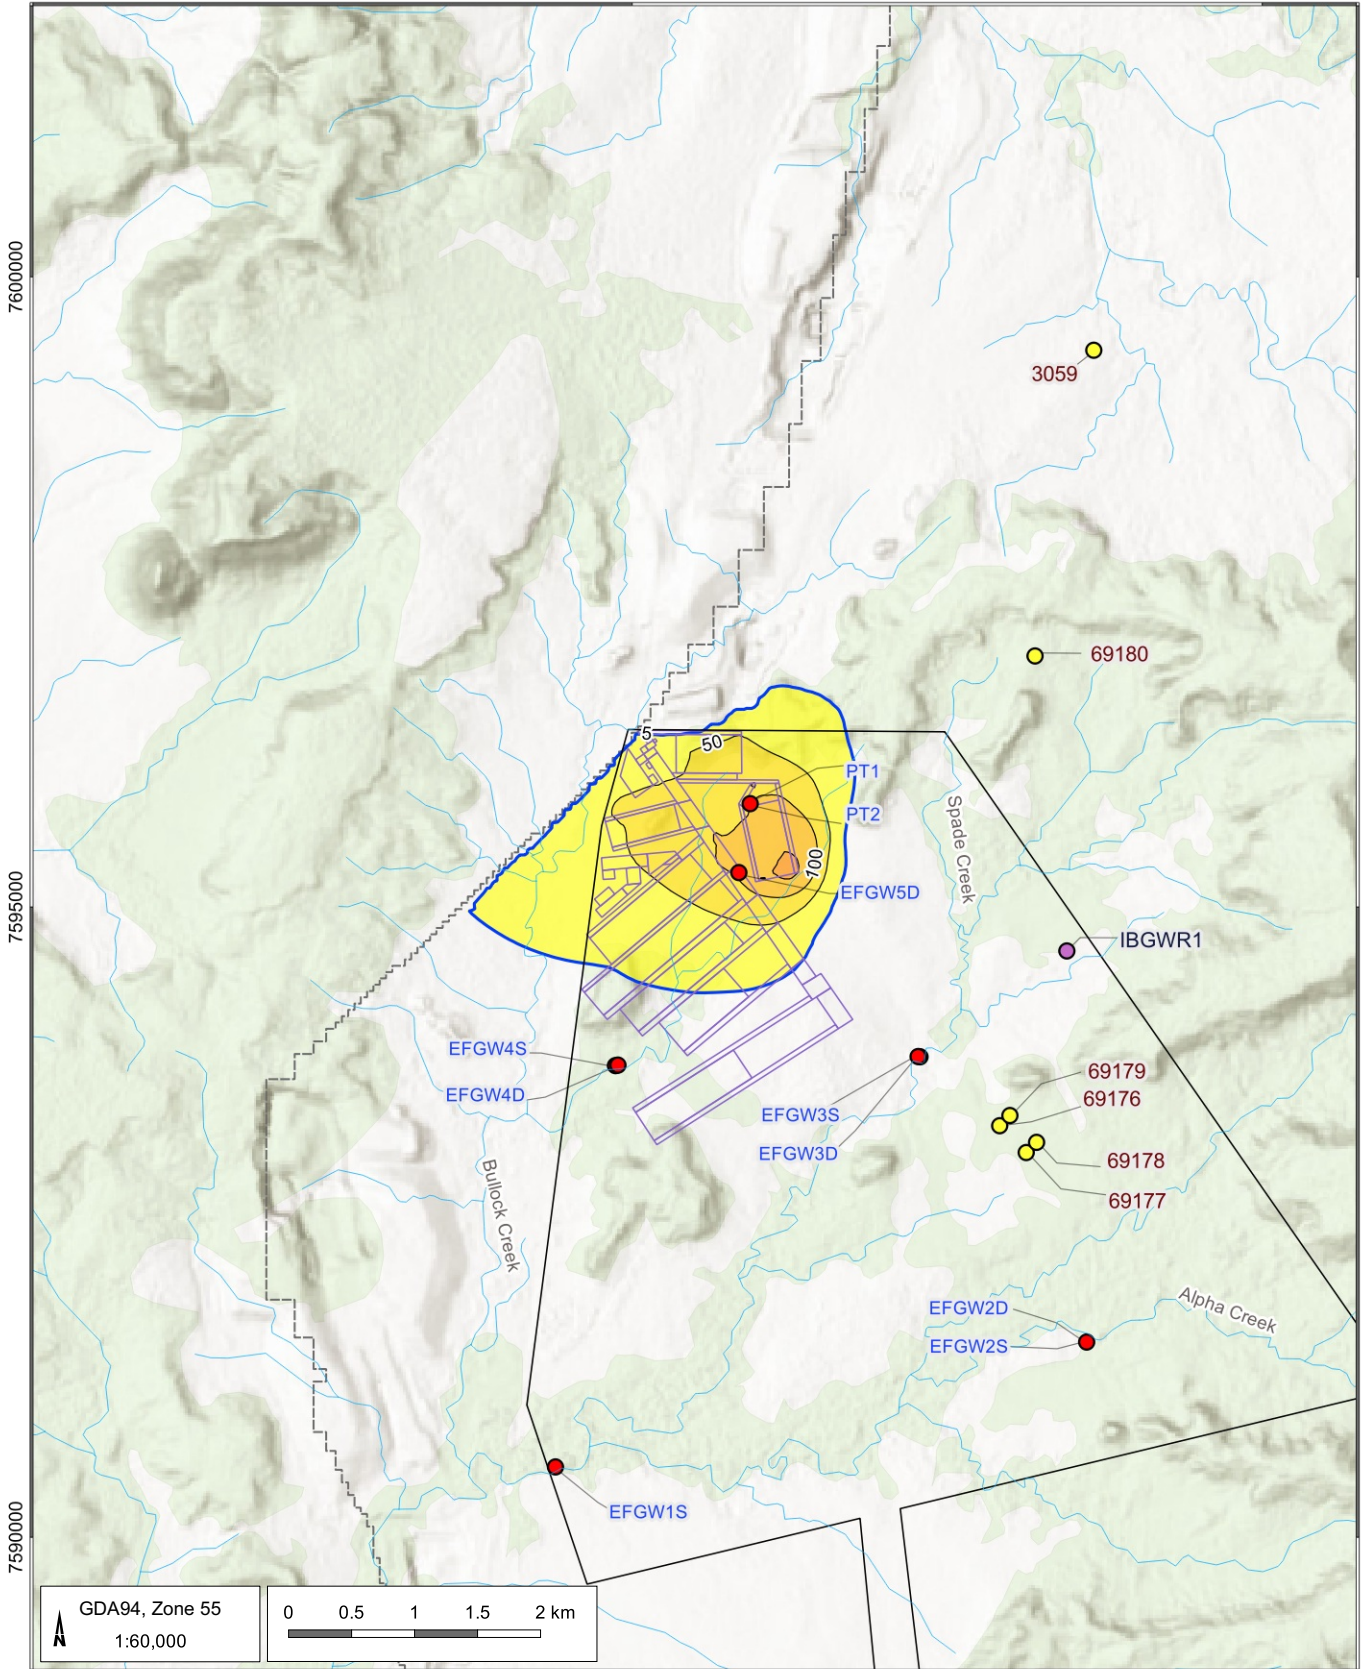 7600000
3059
69180
5
50
PT1
PT2
Spade Creek
100
EFGW5D
7595000
IBGWR1
EFGW4S
EFGW4D
69179
69176
EFGW3S
EFGW3D
69178
69177
Bullock Creek
Alpha Creek
EFGW2D
EFGW2S
EFGW1S
7590000
GDA94, Zone 55
N
1:60,000
0 0.5 1 1.5 2 km